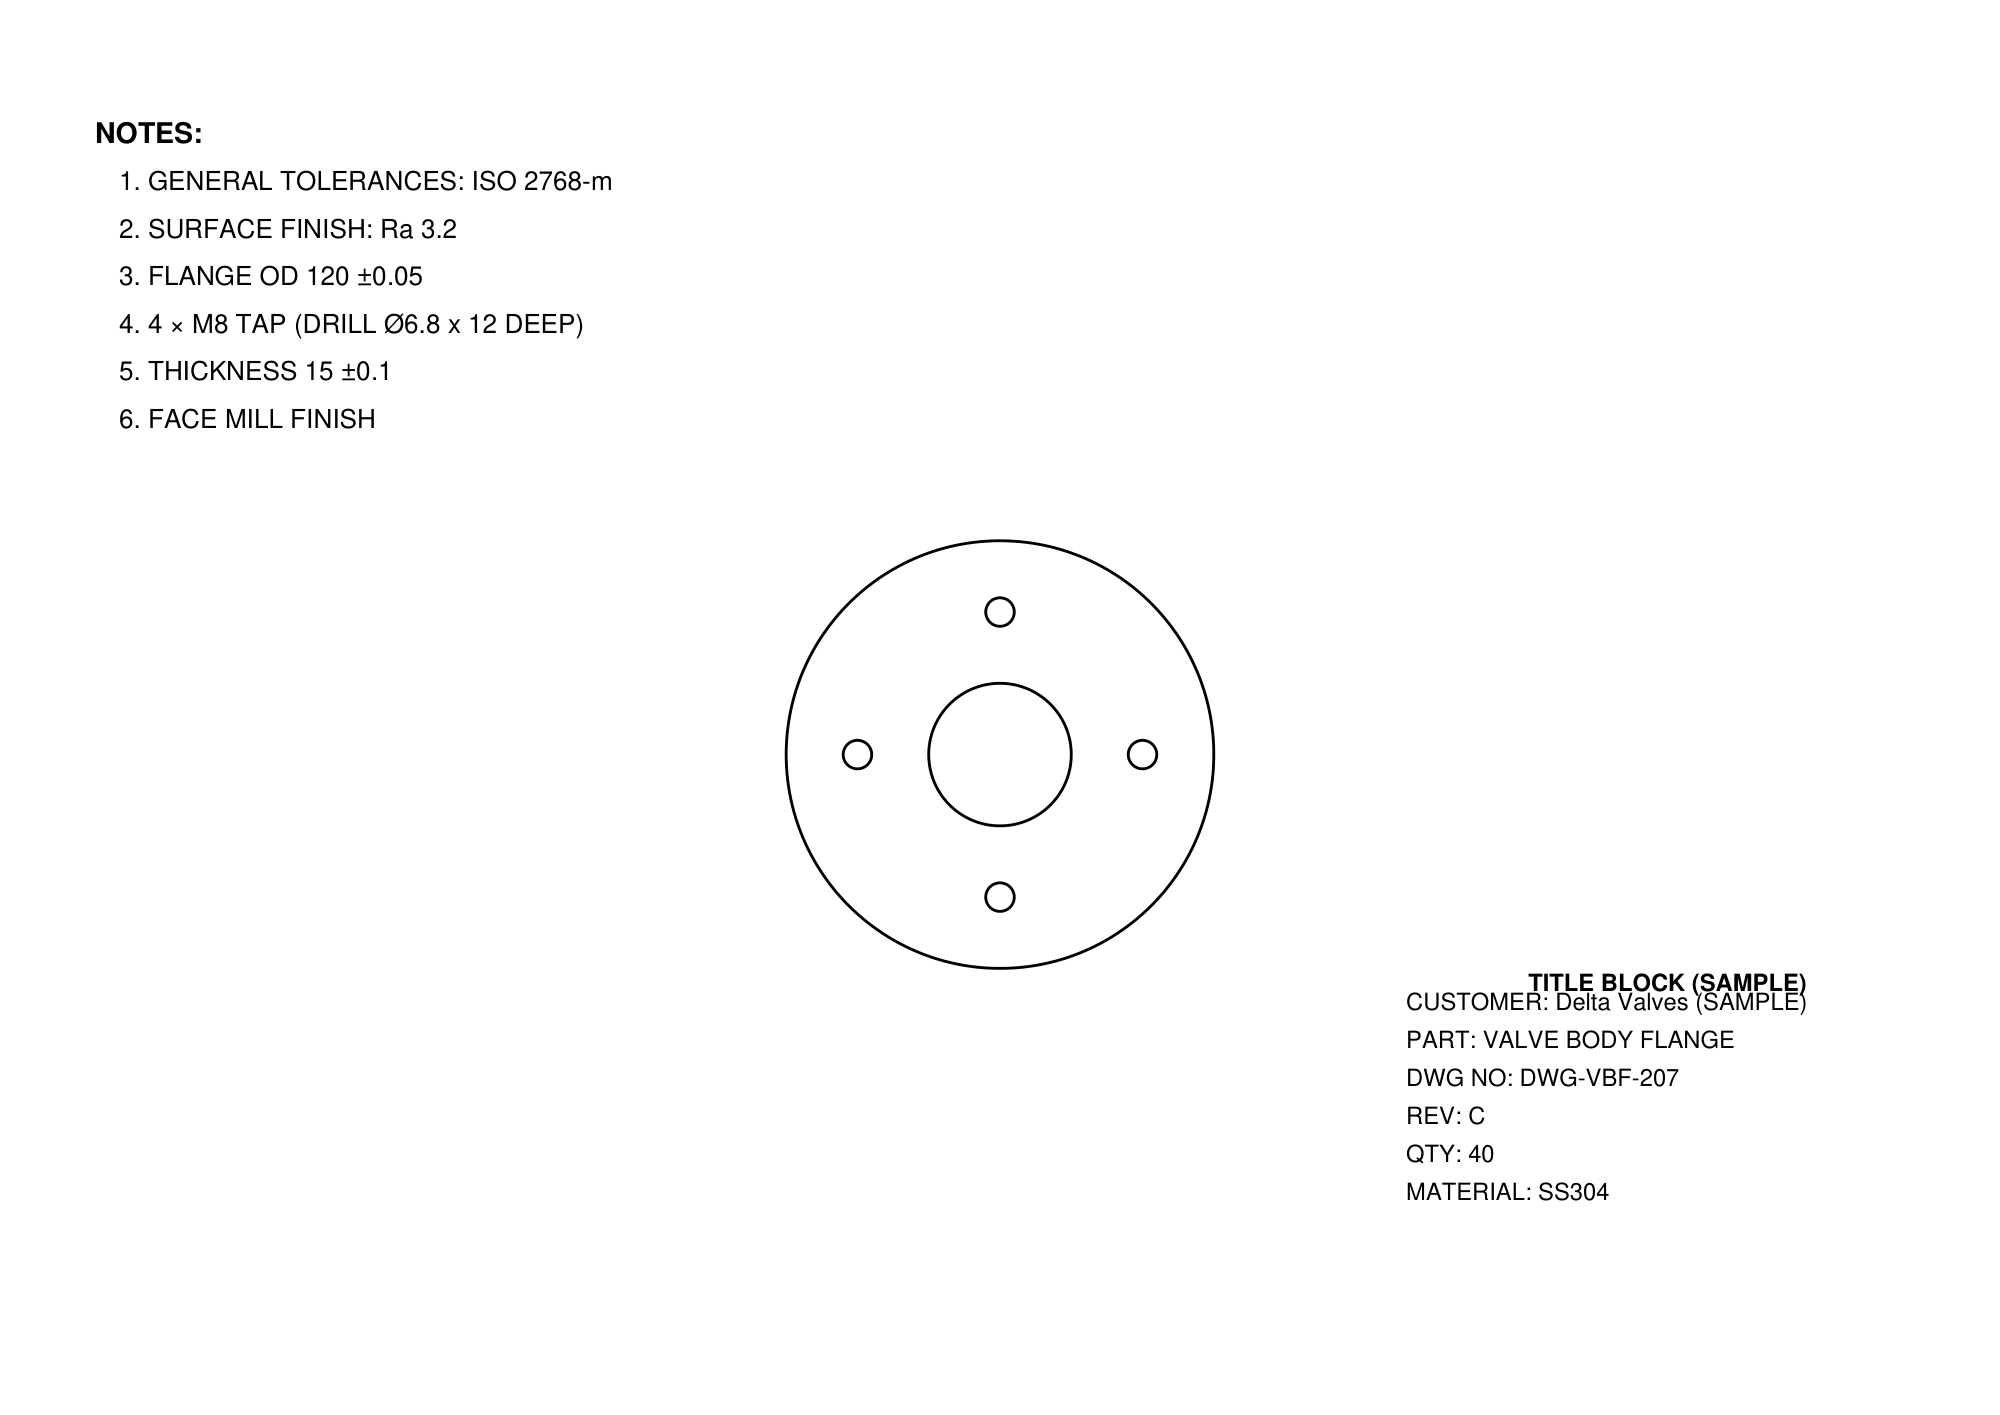 NOTES:
1. GENERAL TOLERANCES: ISO 2768-m
2. SURFACE FINISH: Ra 3.2
3. FLANGE OD 120 ±0.05
4. 4 × M8 TAP (DRILL Ø6.8 x 12 DEEP)
5. THICKNESS 15 ±0.1
6. FACE MILL FINISH
TITLE BLOCK (SAMPLE)
CUSTOMER: Delta Valves (SAMPLE)
PART: VALVE BODY FLANGE
DWG NO: DWG-VBF-207
REV: C
QTY: 40
MATERIAL: SS304